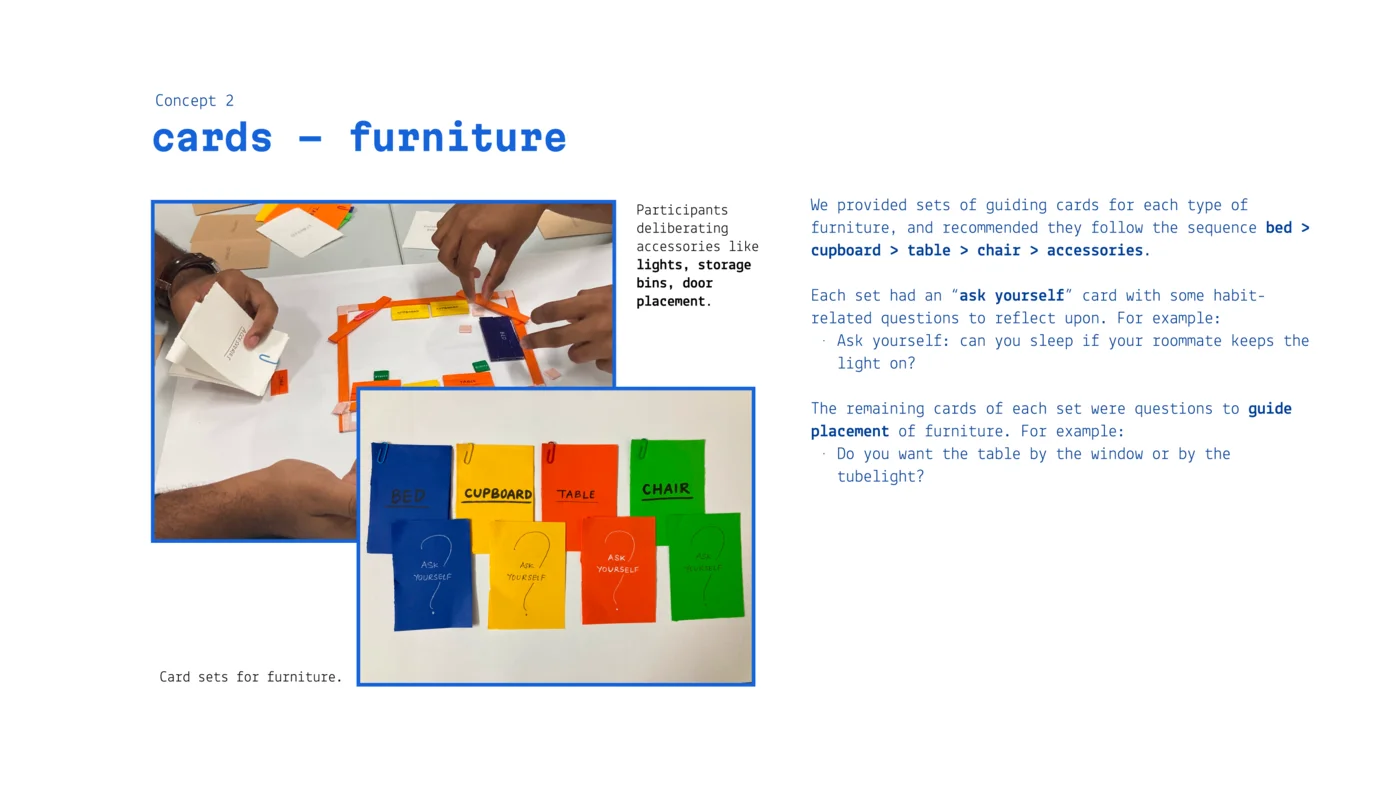 Concept 2
cards – furniture
Participants
deliberating
accessories like
lights, storage
bins, door
placement.
We provided sets of guiding cards for each type of
furniture, and recommended they follow the sequence bed >
cupboard > table > chair > accessories.
Each set had an “ask yourself” card with some habit-
related questions to reflect upon. For example:
· Ask yourself: can you sleep if your roommate keeps the
light on?
The remaining cards of each set were questions to guide
placement of furniture. For example:
· Do you want the table by the window or by the
tubelight?
BED
CUPBOARD
TABLE
CHAIR
ASK
YOURSELF
ASK
YOURSELF
ASK
YOURSELF
ASK
YOURSELF
Card sets for furniture.